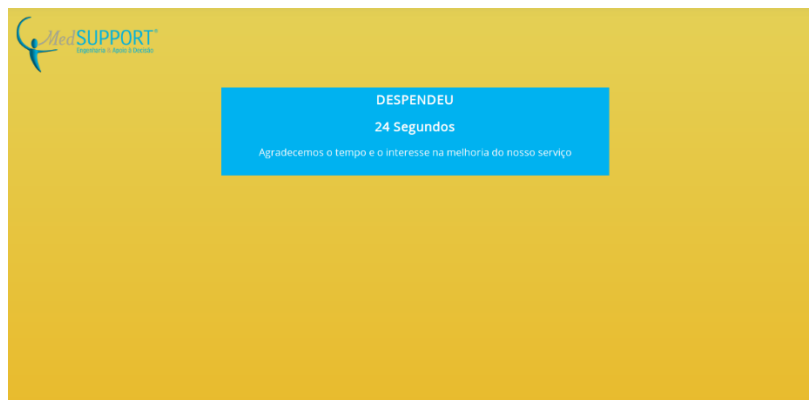 MedSUPPORT®
Engenharia & Apoio à Decisão
DESPENDEU
24 Segundos
Agradecemos o tempo e o interesse na melhoria do nosso serviço